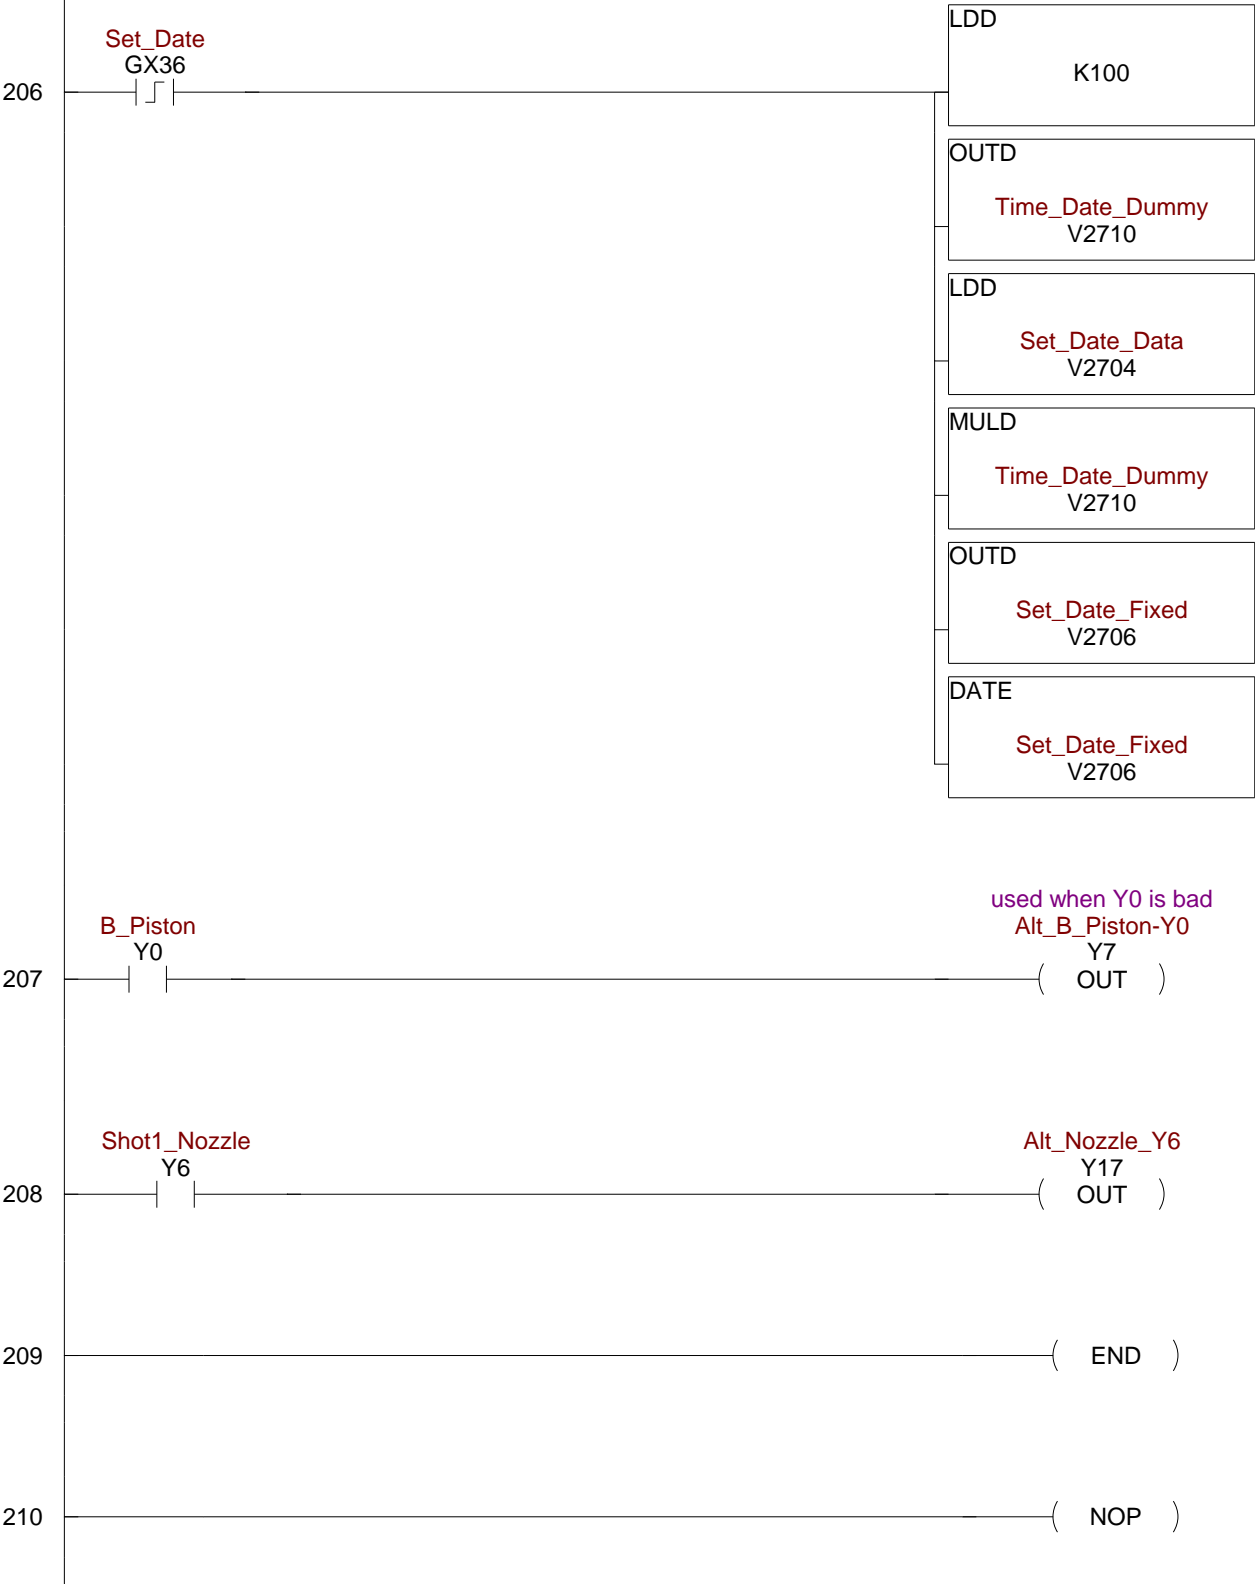 LDD
Set_Date
GX36
K100
206
OUTD
Time_Date_Dummy
V2710
LDD
Set_Date_Data
V2704
MULD
Time_Date_Dummy
V2710
OUTD
Set_Date_Fixed
V2706
DATE
Set_Date_Fixed
V2706
used when Y0 is bad
B_Piston
Alt_B_Piston-Y0
Y0
Y7
207
OUT
Shot1_Nozzle
Alt_Nozzle_Y6
Y6
Y17
208
OUT
209
END
210
NOP